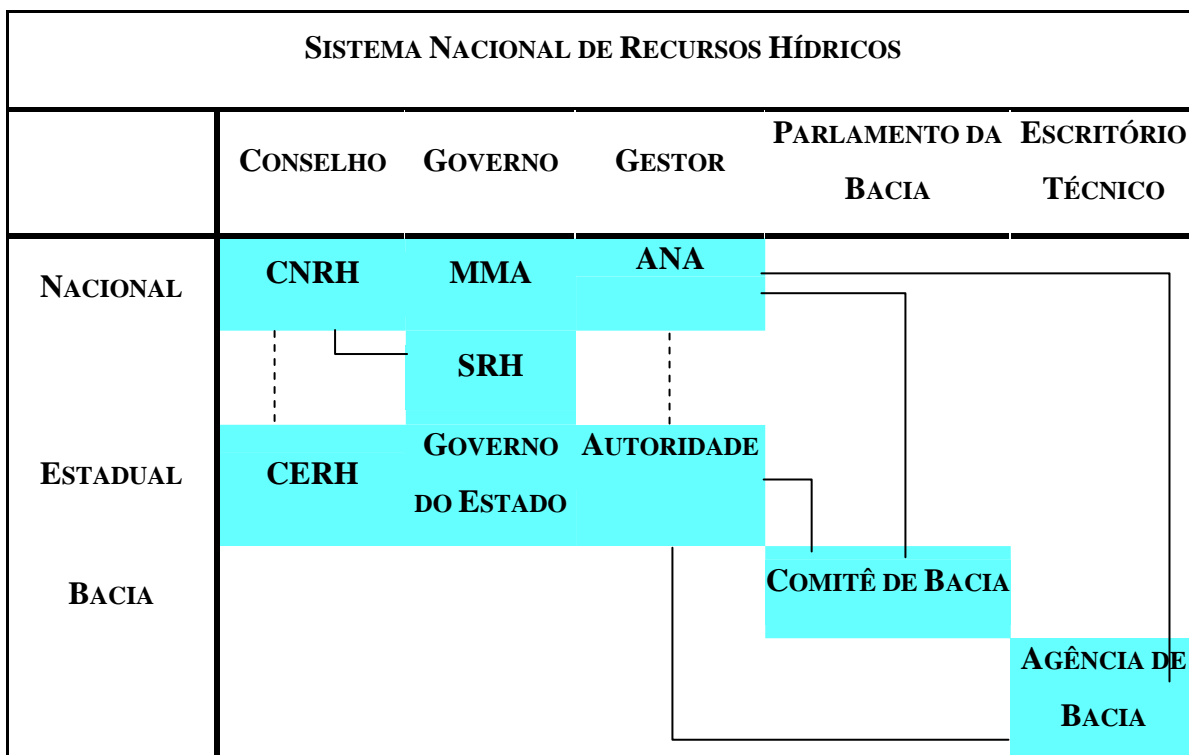 SISTEMA NACIONAL DE RECURSOS HÍDRICOS
CONSELHO GOVERNO GESTOR PARLAMENTO DA BACIA ESCRITÓRIO TÉCNICO
NACIONAL CNRH MMA ANA
SRH
ESTADUAL CERH GOVERNO DO ESTADO AUTORIDADE
BACIA COMITÊ DE BACIA
AGÊNCIA DE BACIA